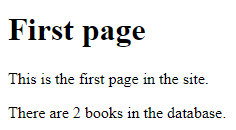 First page
This is the first page in the site.
There are 2 books in the database.